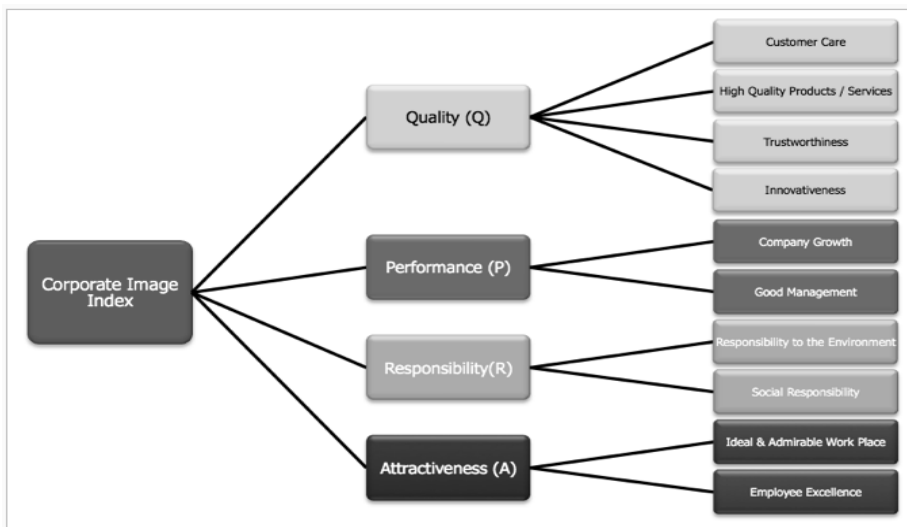 Corporate Image
Index
Quality (Q)
Performance (P)
Responsibility(R)
Attractiveness (A)
Customer Care
High Quality Products / Services
Trustworthiness
Innovativeness
Company Growth
Good Management
Responsibility to the Environment
Social Responsibility
Ideal & Admirable Work Place
Employee Excellence